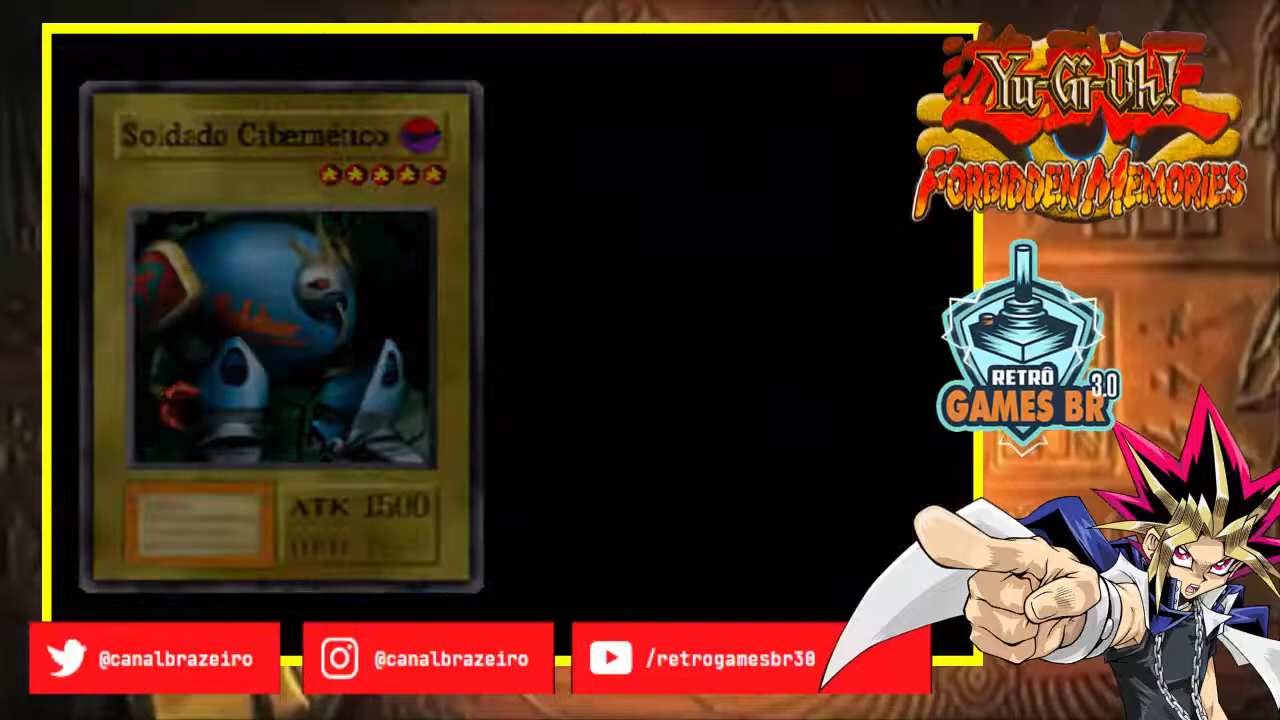 Soldado Cibernético
ATK 1500
Yu-Gi-Oh!
FORBIDDEN MEMORIES
RETRÔ
3.0
GAMES BR
@canalbrazeiro
@canalbrazeiro
/retrogamesbr30